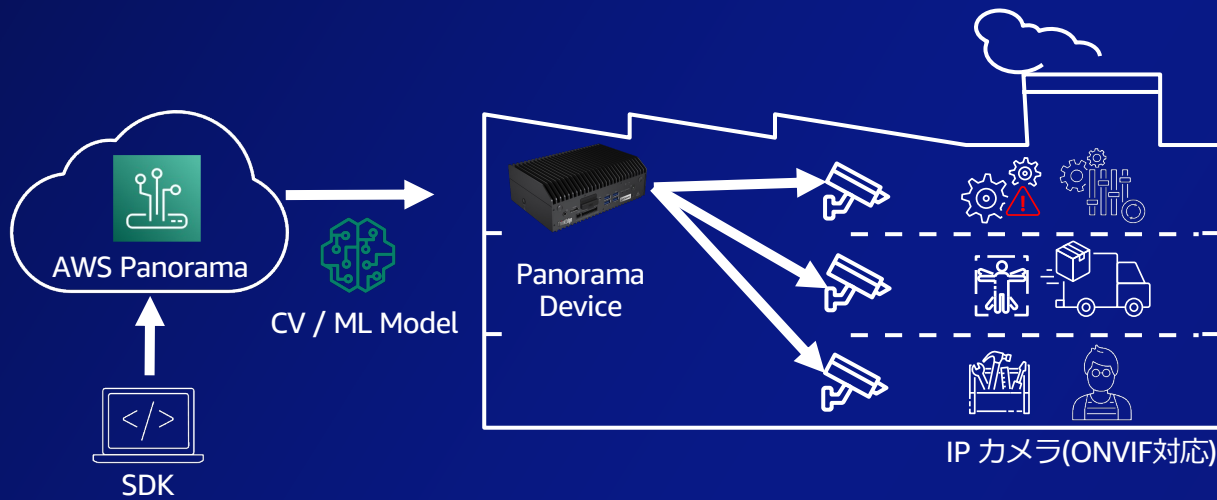 AWS Panorama
CV / ML Model
</>
SDK
Panorama
Device
IP カメラ(ONVIF対応)